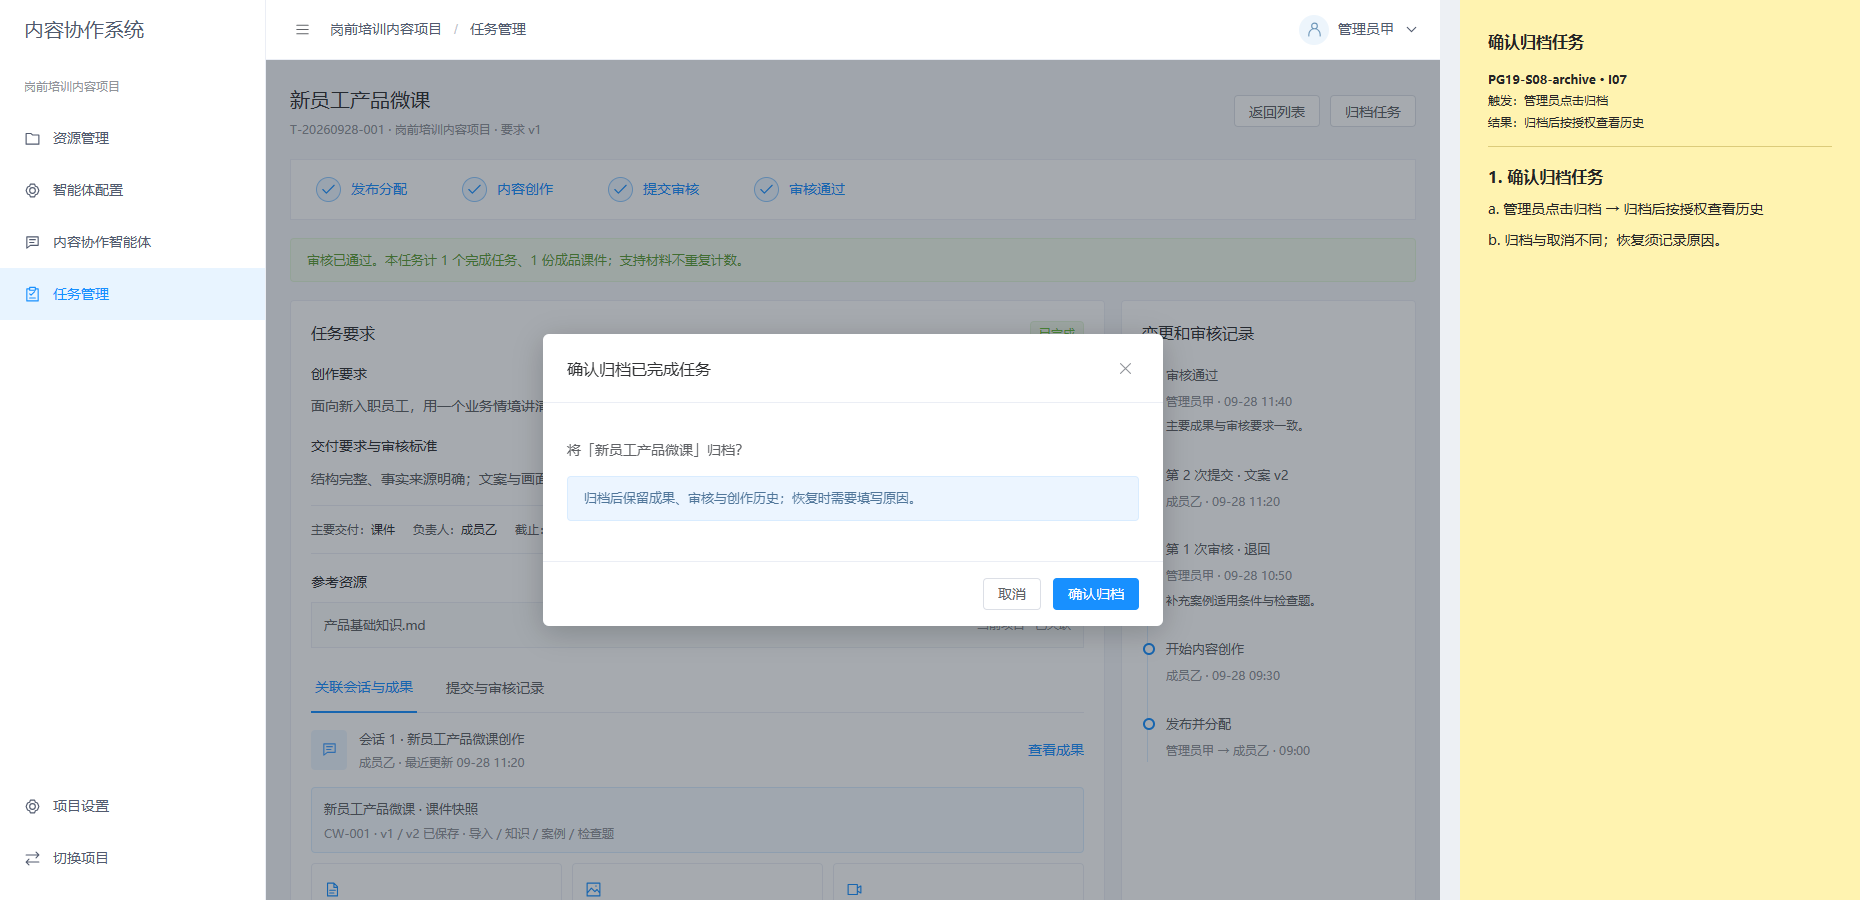 内容协作系统
岗前培训内容项目
资源管理
智能体配置
内容协作智能体
任务管理
项目设置
切换项目
岗前培训内容项目 / 任务管理
管理员甲
新员工产品微课
T-20260928-001 · 岗前培训内容项目 · 要求 v1
返回列表
归档任务
发布分配
内容创作
提交审核
审核通过
审核已通过。本任务计 1 个完成任务、1 份成品课件；支持材料不重复计数。
任务要求
创作要求
面向新入职员工，用一个业务情境讲清
交付要求与审核标准
结构完整、事实来源明确；文案与画面
主要交付：课件 负责人：成员乙 截止：
参考资源
产品基础知识.md
关联会话与成果
提交与审核记录
会话 1 · 新员工产品微课创作
成员乙 · 最近更新 09-28 11:20
查看成果
新员工产品微课 · 课件快照
CW-001 · v1 / v2 已保存 · 导入 / 知识 / 案例 / 检查题
确认归档已完成任务
将「新员工产品微课」归档？
归档后保留成果、审核与创作历史；恢复时需要填写原因。
取消
确认归档
变更和审核记录
审核通过
管理员甲 · 09-28 11:40
主要成果与审核要求一致。
第 2 次提交 · 文案 v2
成员乙 · 09-28 11:20
第 1 次审核 · 退回
管理员甲 · 09-28 10:50
补充案例适用条件与检查题。
开始内容创作
成员乙 · 09-28 09:30
发布并分配
管理员甲 → 成员乙 · 09:00
确认归档任务
PG19-S08-archive • I07
触发：管理员点击归档
结果：归档后按授权查看历史
1. 确认归档任务
a. 管理员点击归档 → 归档后按授权查看历史
b. 归档与取消不同；恢复须记录原因。